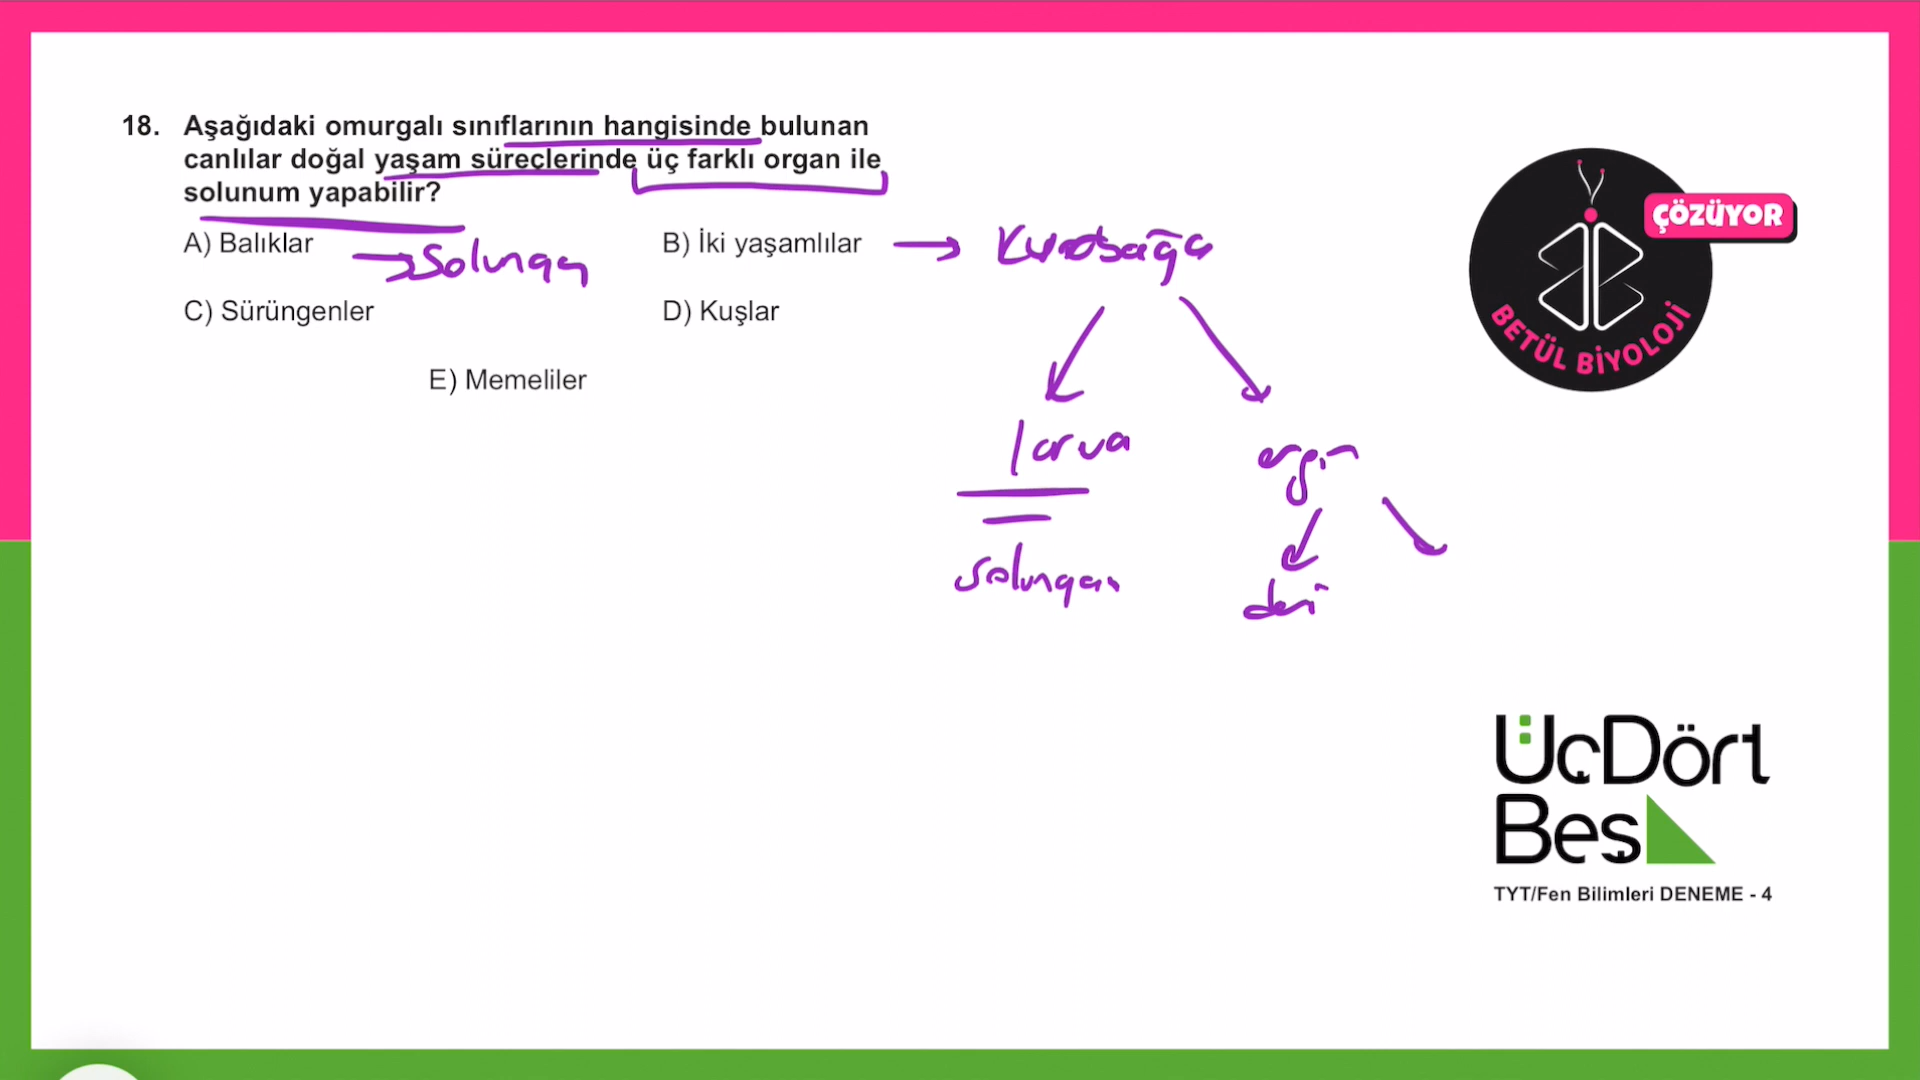 18. Aşağıdaki omurgalı sınıflarının hangisinde bulunan
canlılar doğal yaşam süreçlerinde üç farklı organ ile
solunum yapabilir?
A) Balıklar → Solungaç
B) İki yaşamlılar → Kurbağa
C) Sürüngenler
D) Kuşlar
E) Memeliler
larva
ergin
solungaç
deri
ÇÖZÜYOR
BETÜL BİYOLOJİ
ÜçDört
Beş
TYT/Fen Bilimleri DENEME - 4